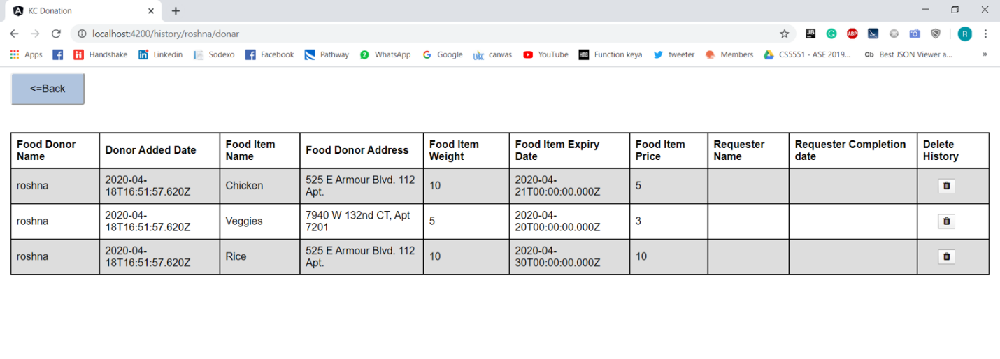 KC Donation
localhost:4200/history/roshna/donar
Apps Handshake Linkedin Sodexo Facebook Pathway 2 WhatsApp Google canvas YouTube HTG Function keya tweeter Members CS5551 - ASE 2019... Cb Best JSON Viewer a... »
JB ABP R
<=Back
Food Donor Name Donor Added Date Food Item Name Food Donor Address Food Item Weight Food Item Expiry Date Food Item Price Requester Name Requester Completion date Delete History
roshna 2020-04-18T16:51:57.620Z Chicken 525 E Armour Blvd. 112 Apt. 10 2020-04-21T00:00:00.000Z 5
roshna 2020-04-18T16:51:57.620Z Veggies 7940 W 132nd CT, Apt 7201 5 2020-04-20T00:00:00.000Z 3
roshna 2020-04-18T16:51:57.620Z Rice 525 E Armour Blvd. 112 Apt. 10 2020-04-30T00:00:00.000Z 10